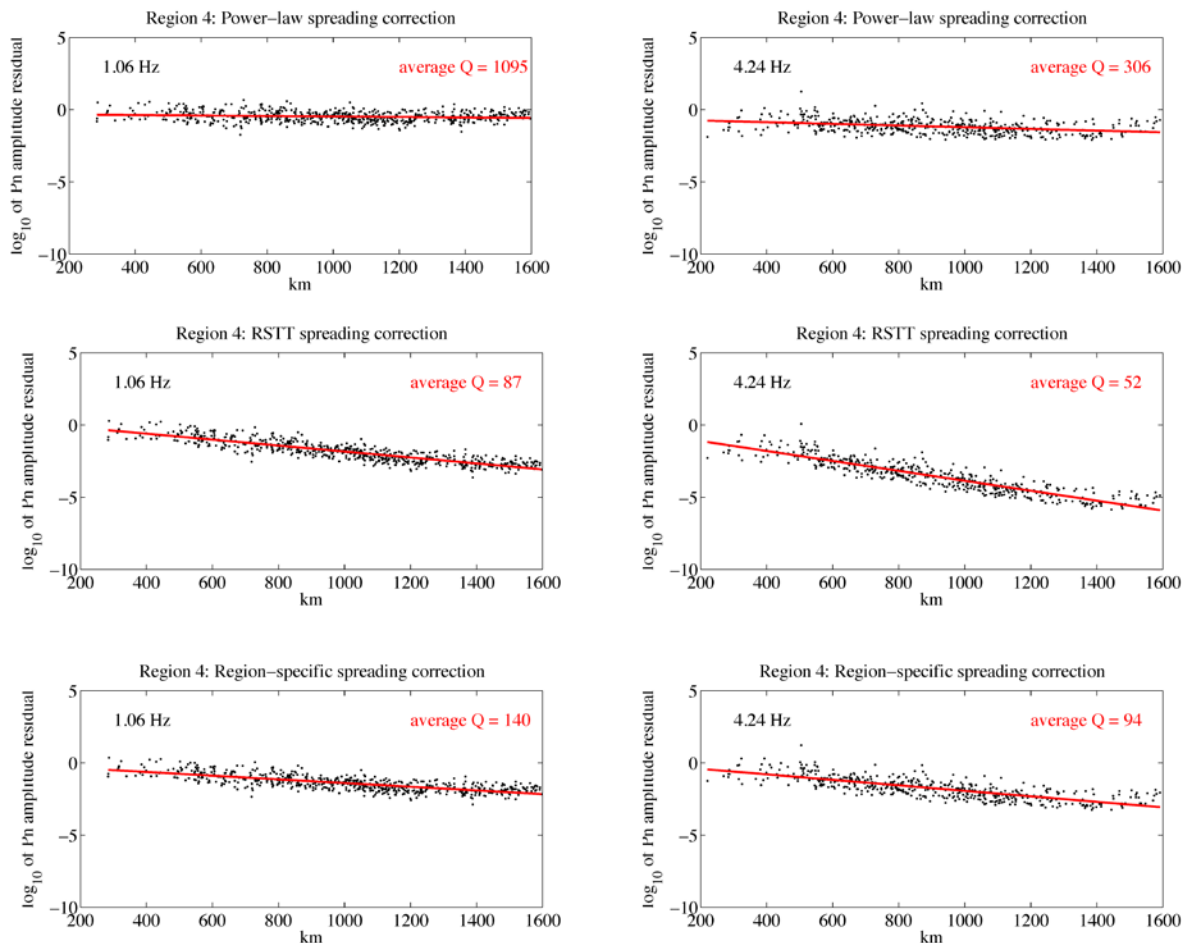 Region 4: Power–law spreading correction
5
1.06 Hz
average Q = 1095
0
−5
−10
200 400 600 800 1000 1200 1400 1600
km
log10 of Pn amplitude residual
Region 4: Power–law spreading correction
5
4.24 Hz
average Q = 306
0
−5
−10
200 400 600 800 1000 1200 1400 1600
km
log10 of Pn amplitude residual
Region 4: RSTT spreading correction
5
1.06 Hz
average Q = 87
0
−5
−10
200 400 600 800 1000 1200 1400 1600
km
log10 of Pn amplitude residual
Region 4: RSTT spreading correction
5
4.24 Hz
average Q = 52
0
−5
−10
200 400 600 800 1000 1200 1400 1600
km
log10 of Pn amplitude residual
Region 4: Region–specific spreading correction
5
1.06 Hz
average Q = 140
0
−5
−10
200 400 600 800 1000 1200 1400 1600
km
log10 of Pn amplitude residual
Region 4: Region–specific spreading correction
5
4.24 Hz
average Q = 94
0
−5
−10
200 400 600 800 1000 1200 1400 1600
km
log10 of Pn amplitude residual